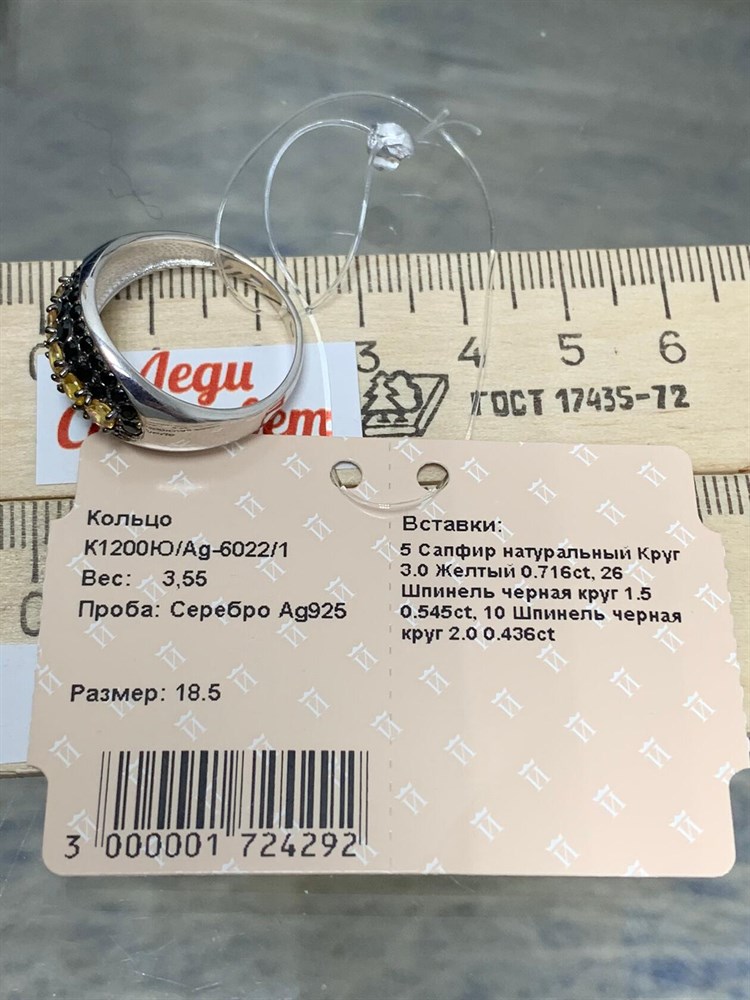 3 4 5 6
Леди
ГОСТ 17435-72
Кольцо
К1200Ю/Ag-6022/1
Вес: 3,55
Проба: Серебро Ag925
Размер: 18.5
3 000001 724292
Вставки:
5 Сапфир натуральный Круг
3.0 Желтый 0.716ct, 26
Шпинель черная круг 1.5
0.545ct, 10 Шпинель черная
круг 2.0 0.436ct